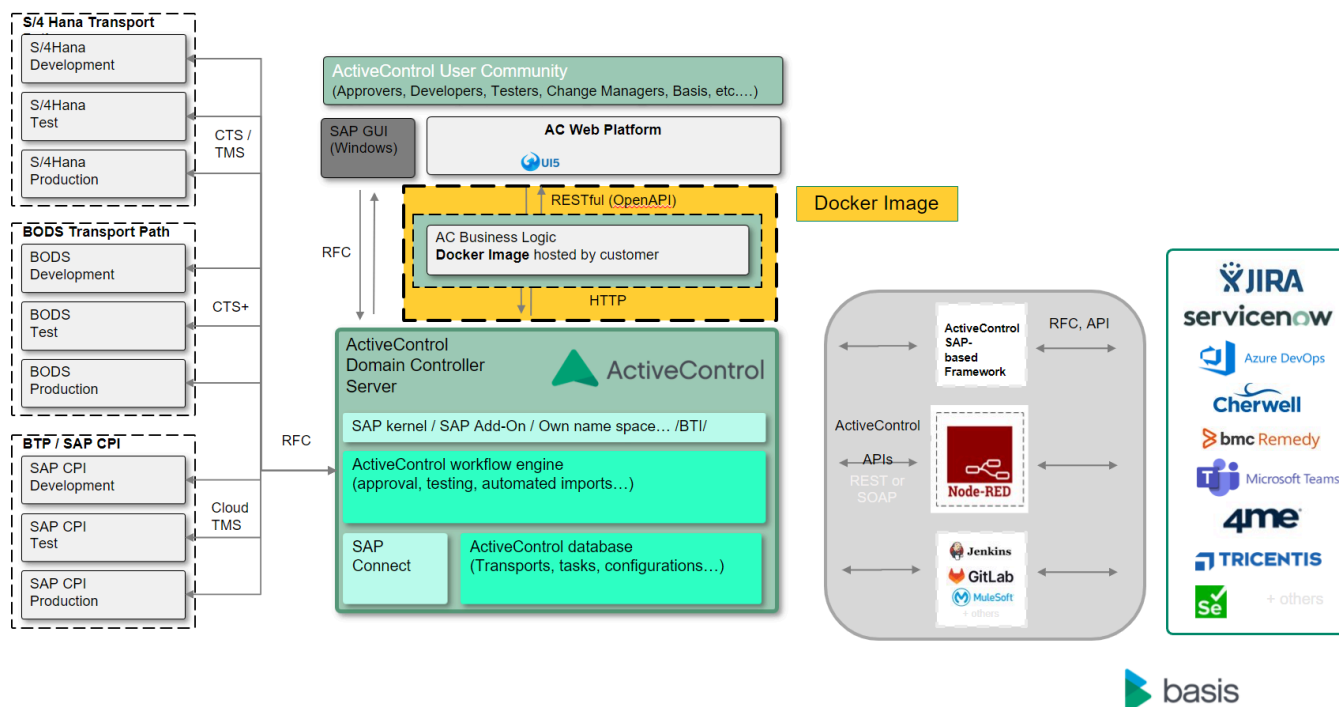 S/4 Hana Transport
S/4Hana
Development
S/4Hana
Test
S/4Hana
Production
CTS /
TMS
BODS Transport Path
BODS
Development
BODS
Test
BODS
Production
CTS+
BTP / SAP CPI
SAP CPI
Development
SAP CPI
Test
SAP CPI
Production
Cloud
TMS
RFC
ActiveControl User Community
(Approvers, Developers, Testers, Change Managers, Basis, etc.…)
SAP GUI
(Windows)
AC Web Platform
UI5
RFC
RESTful (OpenAPI)
AC Business Logic
Docker Image hosted by customer
HTTP
Docker Image
ActiveControl
Domain Controller
Server
ActiveControl
SAP kernel / SAP Add-On / Own name space… /BTI/
ActiveControl workflow engine
(approval, testing, automated imports…)
SAP
Connect
ActiveControl database
(Transports, tasks, configurations…)
ActiveControl
APIs
REST or
SOAP
ActiveControl
SAP-
based
Framework
RFC, API
Node-RED
Jenkins
GitLab
MuleSoft
+ others
JIRA
servicenow
Azure DevOps
Cherwell
bmc Remedy
Microsoft Teams
4me
TRICENTIS
Se
+ others
basis